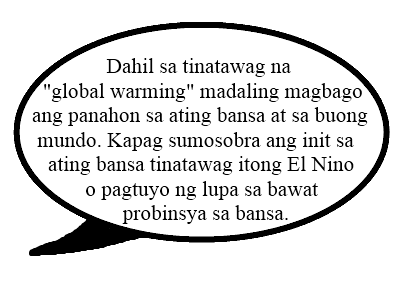 Dahil sa tinatawag na
"global warming" madaling magbago
ang panahon sa ating bansa at sa buong
mundo. Kapag sumosobra ang init sa
ating bansa tinatawag itong El Nino
o pagtuyo ng lupa sa bawat
probinsya sa bansa.